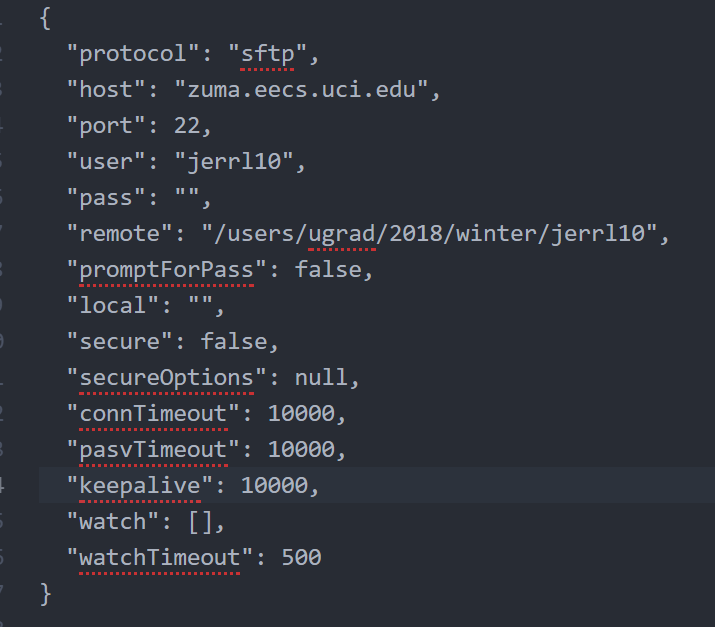 {
"protocol": "sftp",
"host": "zuma.eecs.uci.edu",
"port": 22,
"user": "jerrl10",
"pass": "",
"remote": "/users/ugrad/2018/winter/jerrl10",
"promptForPass": false,
"local": "",
"secure": false,
"secureOptions": null,
"connTimeout": 10000,
"pasvTimeout": 10000,
"keepalive": 10000,
"watch": [],
"watchTimeout": 500
}